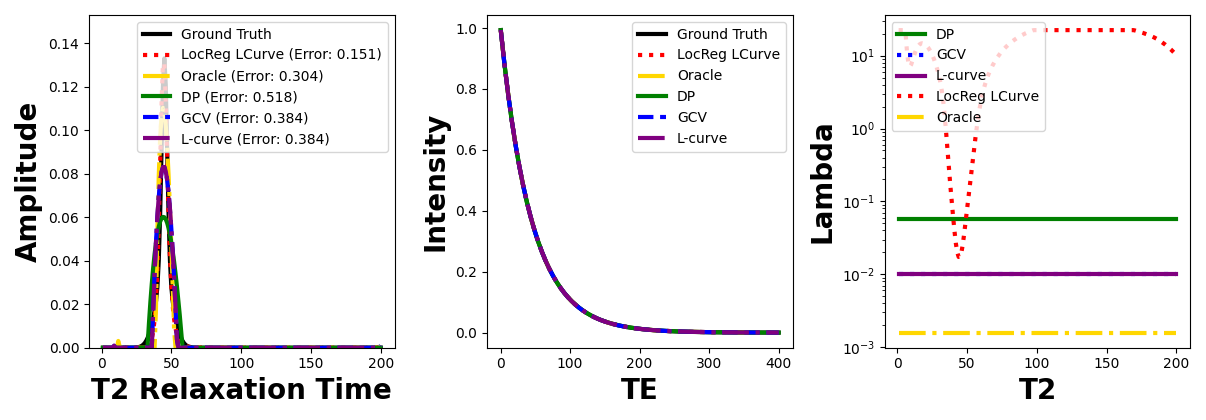 Amplitude
0.14
0.12
0.10
0.08
0.06
0.04
0.02
0.00
Ground Truth
LocReg LCurve (Error: 0.151)
Oracle (Error: 0.304)
DP (Error: 0.518)
GCV (Error: 0.384)
L-curve (Error: 0.384)
0 50 100 150 200
T2 Relaxation Time
Intensity
1.0
0.8
0.6
0.4
0.2
0.0
Ground Truth
LocReg LCurve
Oracle
DP
GCV
L-curve
0 100 200 300 400
TE
Lambda
10^1
10^0
10^-1
10^-2
10^-3
DP
GCV
L-curve
LocReg LCurve
Oracle
0 50 100 150 200
T2